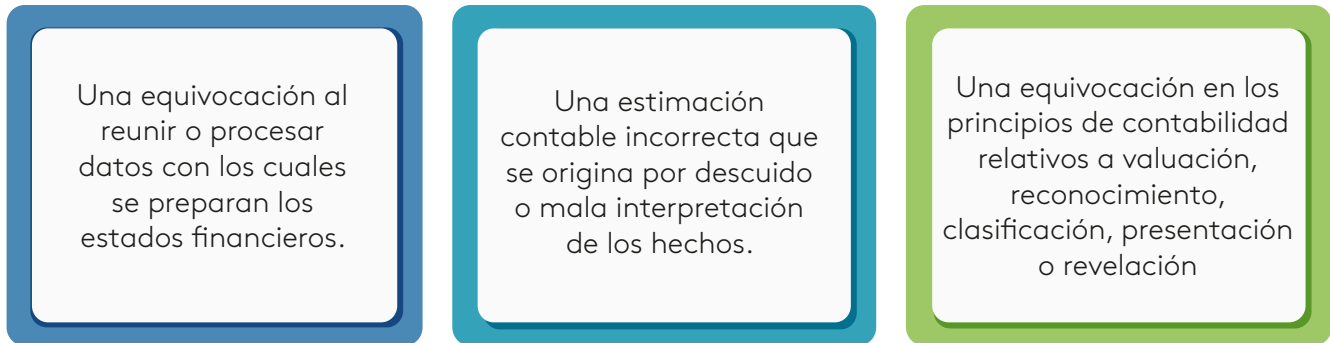 Una equivocación al
reunir o procesar
datos con los cuales
se preparan los
estados financieros.
Una estimación
contable incorrecta que
se origina por descuido
o mala interpretación
de los hechos.
Una equivocación en los
principios de contabilidad
relativos a valuación,
reconocimiento,
clasificación, presentación
o revelación